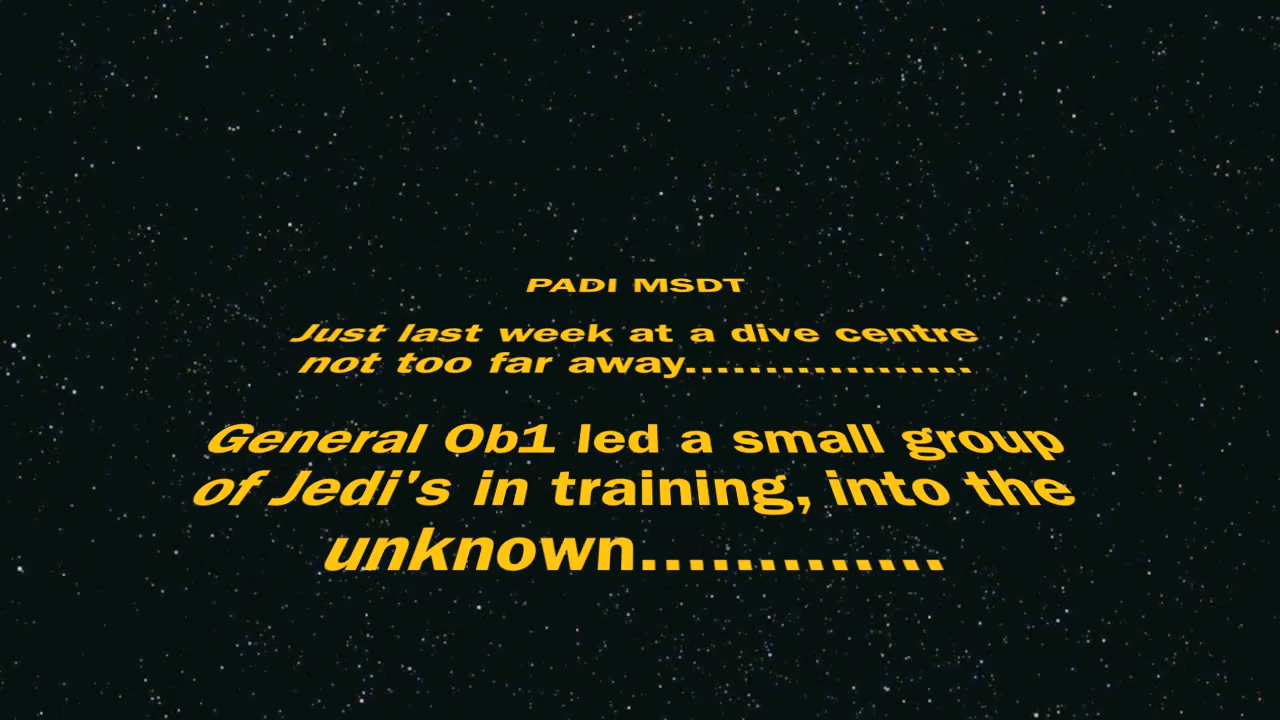 PADI MSDT
Just last week at a dive centre
not too far away..................
General Ob1 led a small group
of Jedi's in training, into the
unknown.............